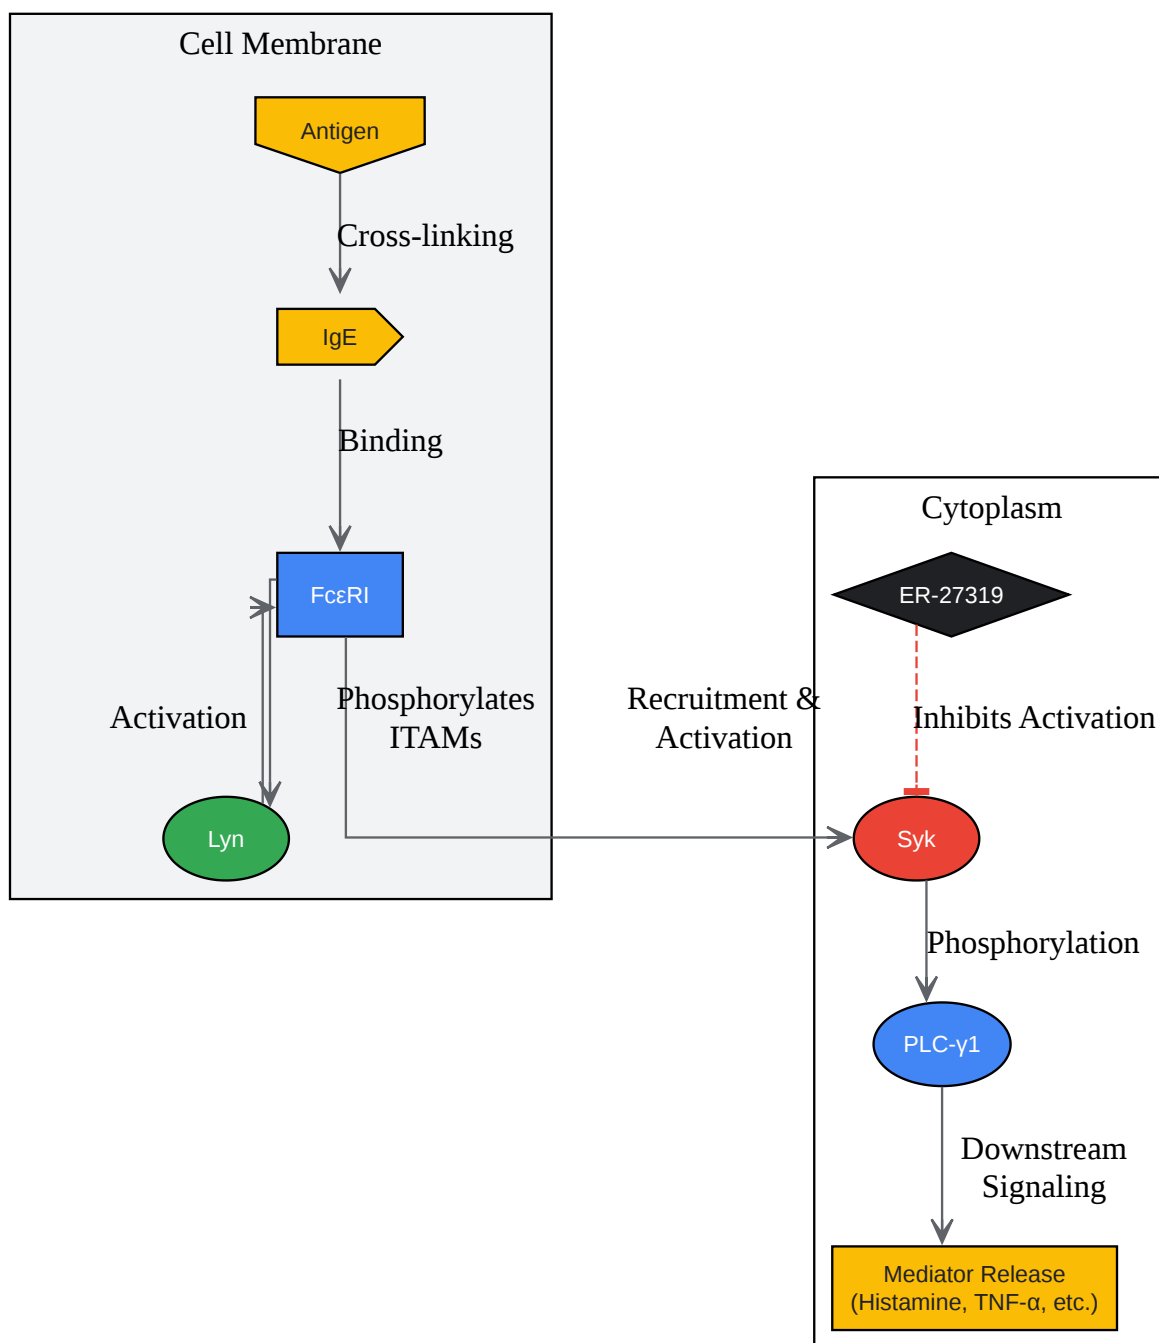 Cell Membrane
Antigen
Cross-linking
IgE
Binding
FcεRI
Activation
Phosphorylates
ITAMs
Lyn
Recruitment &
Activation
Cytoplasm
ER-27319
Inhibits Activation
Syk
Phosphorylation
PLC-γ1
Downstream
Signaling
Mediator Release
(Histamine, TNF-α, etc.)